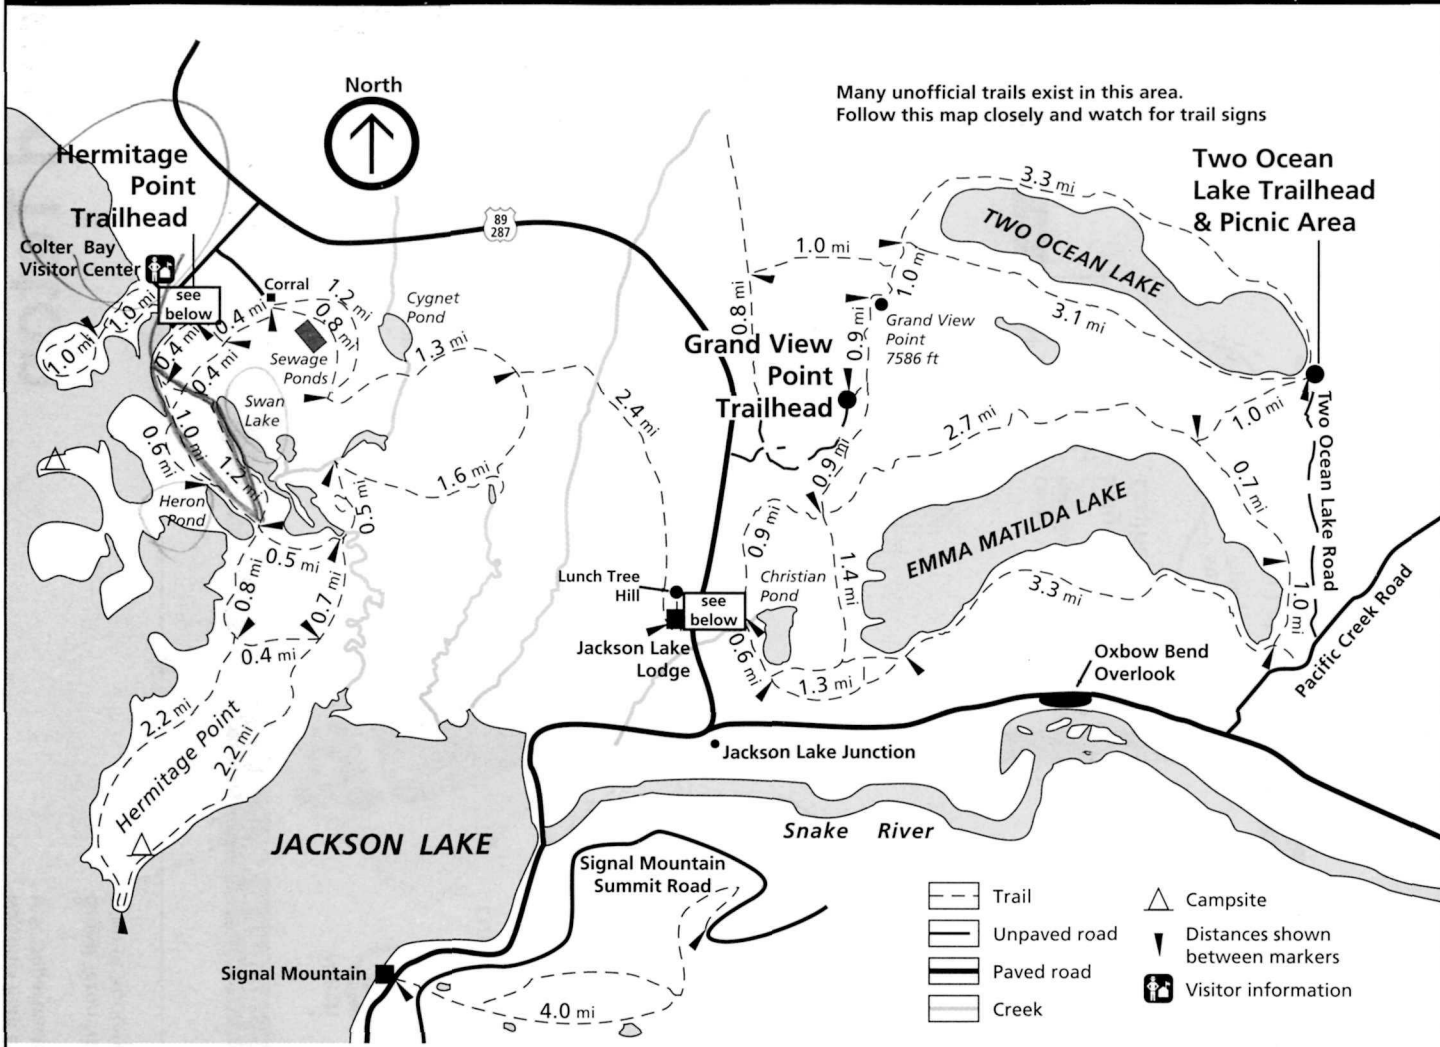 North
Many unofficial trails exist in this area.
Follow this map closely and watch for trail signs
Hermitage
Point
Trailhead
Colter Bay
Visitor Center
see
below
Corral
89
287
Two Ocean
Lake Trailhead
& Picnic Area
3.3 mi
TWO OCEAN LAKE
1.0 mi
1.0 mi
3.1 mi
0.8 mi
0.9 mi
Grand View
Point
7586 ft
Grand View
Point
Trailhead
1.0 mi
1.0 mi
0.4 mi
0.4 mi
0.4 mi
1.2 mi
0.8 mi
Sewage
Ponds
Cygnet
Pond
1.3 mi
Swan
Lake
2.4 mi
1.0 mi
0.6 mi
1.2 mi
1.6 mi
0.5 mi
Heron
Pond
0.5 mi
0.8 mi
0.7 mi
0.4 mi
2.2 mi
2.2 mi
Hermitage Point
2.7 mi
0.9 mi
1.0 mi
0.7 mi
Two Ocean Lake Road
EMMA MATILDA LAKE
0.9 mi
Christian
Pond
1.4 mi
Lunch Tree
Hill
see
below
Jackson Lake
Lodge
0.6 mi
1.3 mi
3.3 mi
1.0 mi
Pacific Creek Road
Oxbow Bend
Overlook
Jackson Lake Junction
JACKSON LAKE
Snake River
Signal Mountain
Summit Road
Signal Mountain
4.0 mi
Trail
Unpaved road
Paved road
Creek
Campsite
Distances shown
between markers
Visitor information